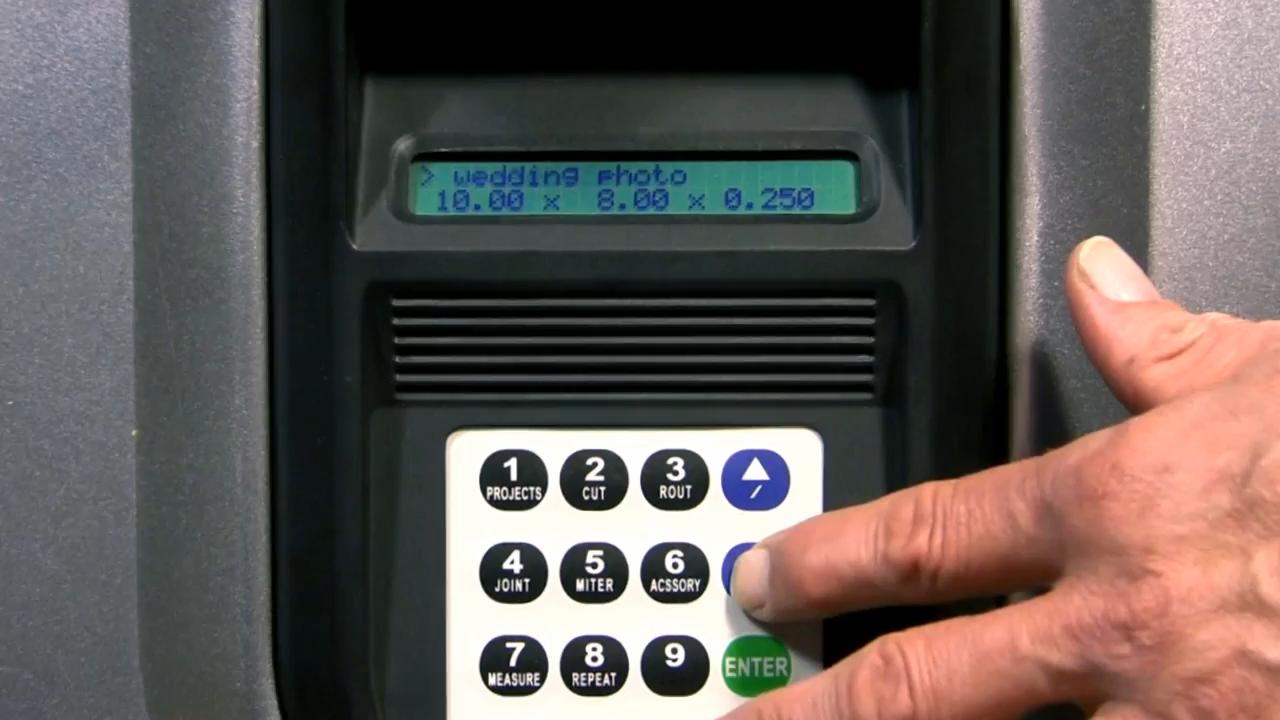 > wedding photo
10.00 x 8.00 x 0.250
1 2 3
PROJECTS CUT ROUT /
4 5 6
JOINT MITER ACSSORY
7 8 9 ENTER
MEASURE REPEAT